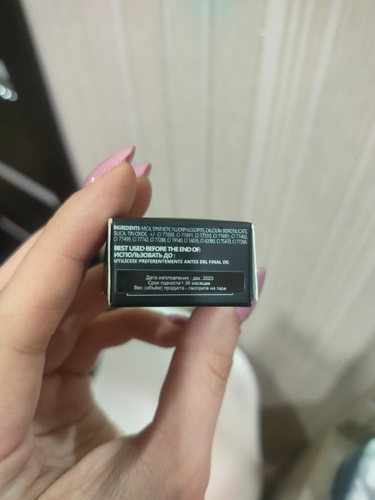 INGREDIENTS: MICA, SYNTHETIC FLUORPHLOGOPITE, CALCIUM BOROSILICATE,
SILICA, TIN OXIDE. +/- CI 77000, CI 77891, CI 77510, CI 77491, CI 77492,
CI 77499, CI 77742, CI 77288, CI 19140, CI 16035, CI 42090, CI 15470, CI 77266.
BEST USED BEFORE THE END OF:
ИСПОЛЬЗОВАТЬ ДО :
UTILÍCESE PREFERENTEMENTE ANTES DEL FINAL DE:
Дата изготовления : дек. 2023
Срок годности : 36 месяцев
Вес (объём) продукта - смотрите на таре